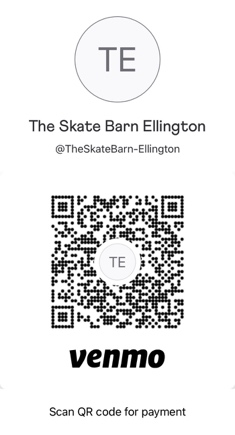 TE
The Skate Barn Ellington
@TheSkateBarn-Ellington
TE
venmo
Scan QR code for payment